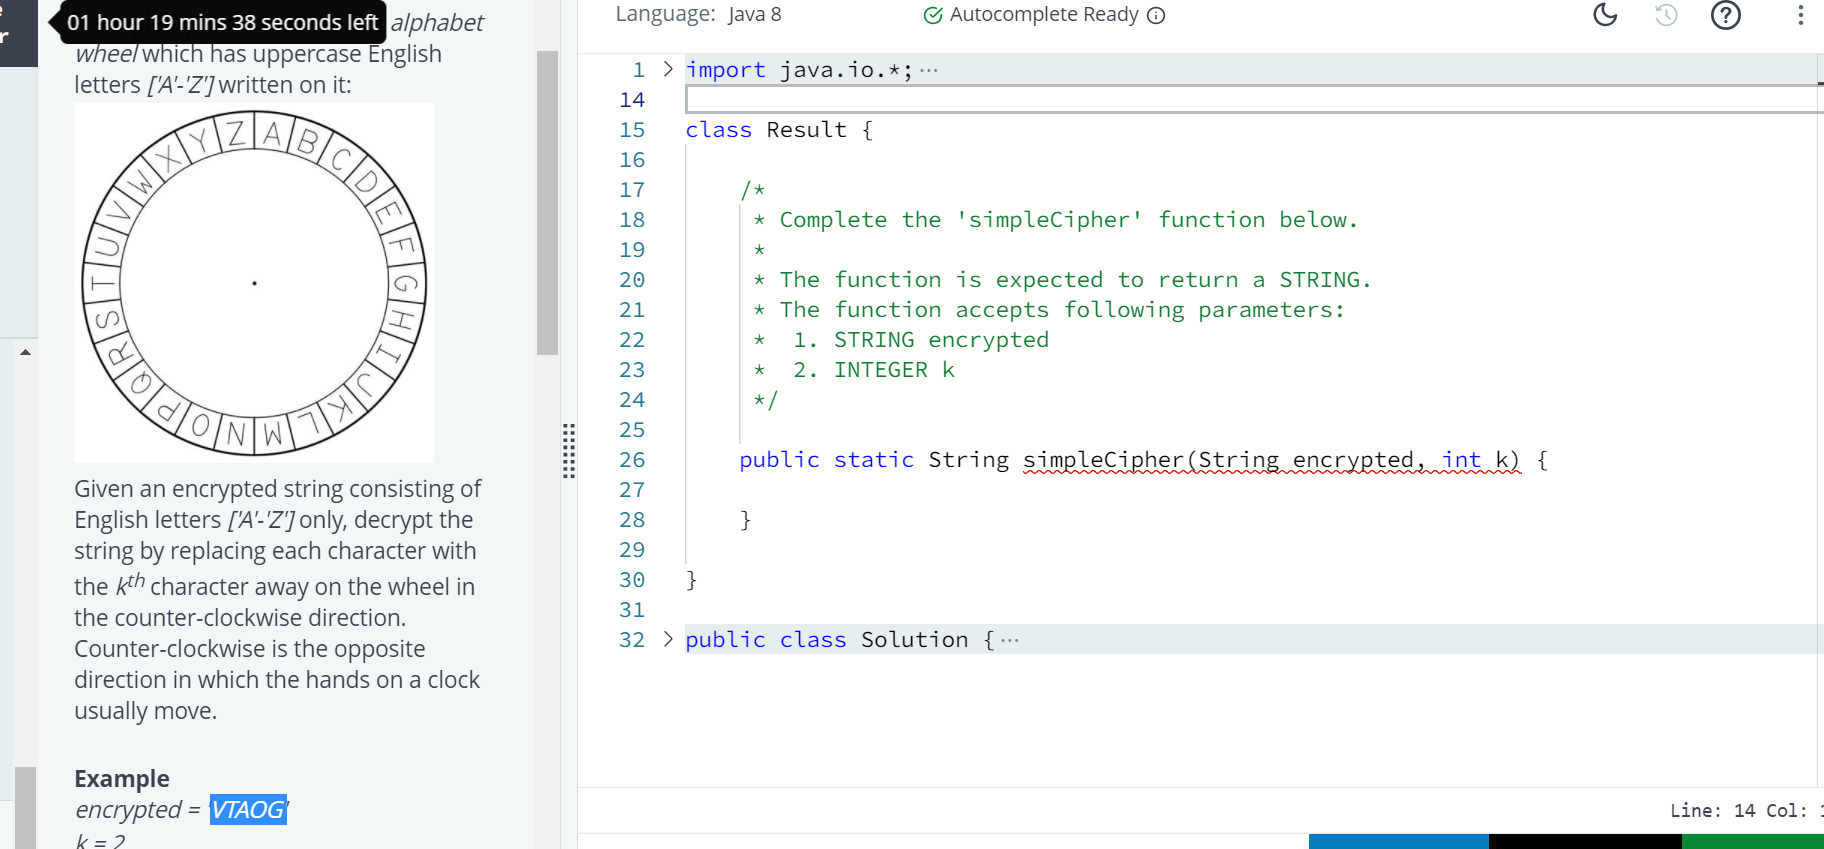 01 hour 19 mins 38 seconds left
alphabet
wheel which has uppercase English
letters ['A'-'Z'] written on it:
A B C D E F G H I J K L M N O P Q R S T U V W X Y Z
Given an encrypted string consisting of
English letters ['A'-'Z'] only, decrypt the
string by replacing each character with
the kth character away on the wheel in
the counter-clockwise direction.
Counter-clockwise is the opposite
direction in which the hands on a clock
usually move.
Example
encrypted = 'VTAOG'
k = 2
Language: Java 8
Autocomplete Ready
1 > import java.io.*; ···
14
15 class Result {
16
17 /*
18 * Complete the 'simpleCipher' function below.
19 *
20 * The function is expected to return a STRING.
21 * The function accepts following parameters:
22 * 1. STRING encrypted
23 * 2. INTEGER k
24 */
25
26 public static String simpleCipher(String encrypted, int k) {
27
28 }
29
30 }
31
32 > public class Solution { ···
Line: 14 Col: 1